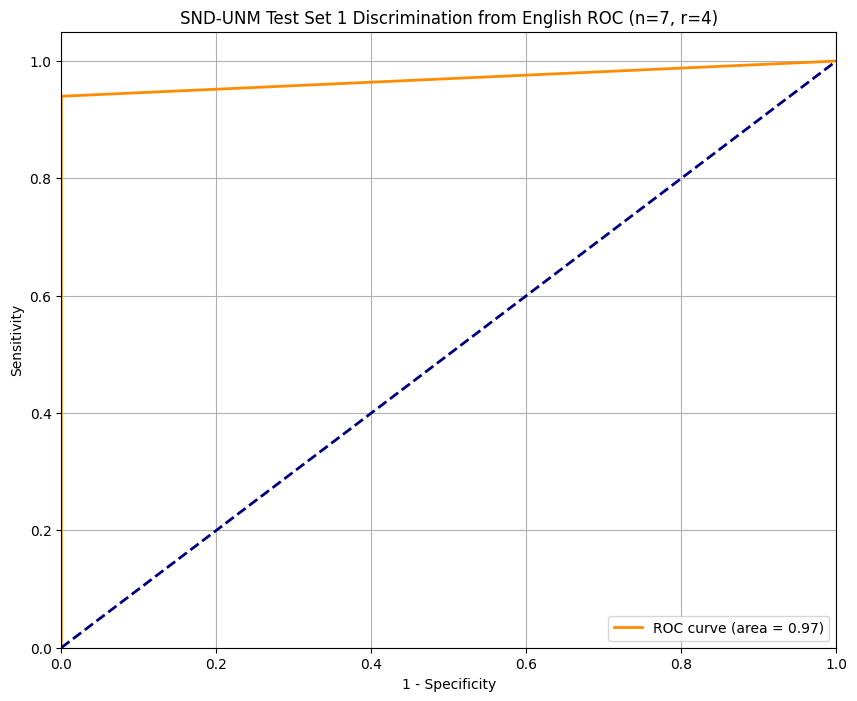 SND-UNM Test Set 1 Discrimination from English ROC (n=7, r=4)
1.0
0.8
0.6
0.4
0.2
0.0
Sensitivity
ROC curve (area = 0.97)
0.0 0.2 0.4 0.6 0.8 1.0
1 - Specificity